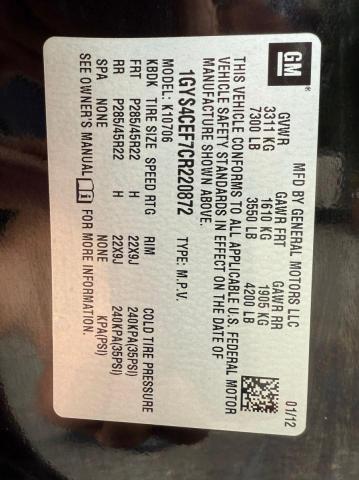 GM
MFD BY GENERAL MOTORS LLC 01/12
GVWR GAWR FRT GAWR RR
3311 KG 1610 KG 1905 KG
7300 LB 3550 LB 4200 LB
THIS VEHICLE CONFORMS TO ALL APPLICABLE U.S. FEDERAL MOTOR
VEHICLE SAFETY STANDARDS IN EFFECT ON THE DATE OF
MANUFACTURE SHOWN ABOVE.
1GYS4CEF7CR220872 TYPE: M.P.V.
MODEL: K10706
KBDK TIRE SIZE SPEED RTG RIM COLD TIRE PRESSURE
FRT P285/45R22 H 22X9J 240KPA(35PSI)
RR P285/45R22 H 22X9J 240KPA(35PSI)
SPA NONE NONE KPA(PSI)
SEE OWNER'S MANUAL FOR MORE INFORMATION.